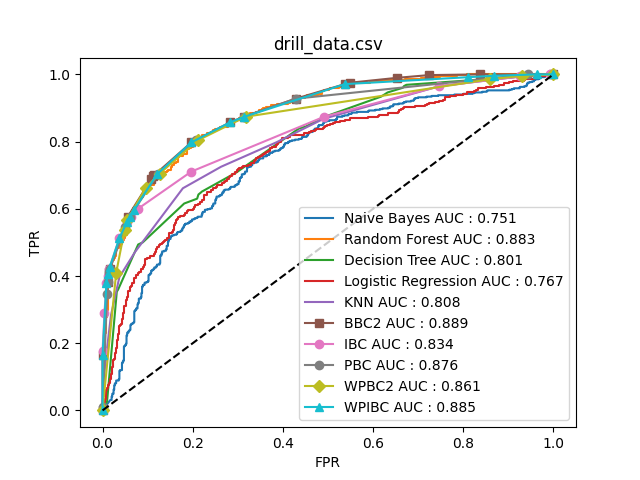 drill_data.csv
TPR
1.0
0.8
0.6
0.4
0.2
0.0
Naive Bayes AUC : 0.751
Random Forest AUC : 0.883
Decision Tree AUC : 0.801
Logistic Regression AUC : 0.767
KNN AUC : 0.808
BBC2 AUC : 0.889
IBC AUC : 0.834
PBC AUC : 0.876
WPBC2 AUC : 0.861
WPIBC AUC : 0.885
0.0 0.2 0.4 0.6 0.8 1.0
FPR